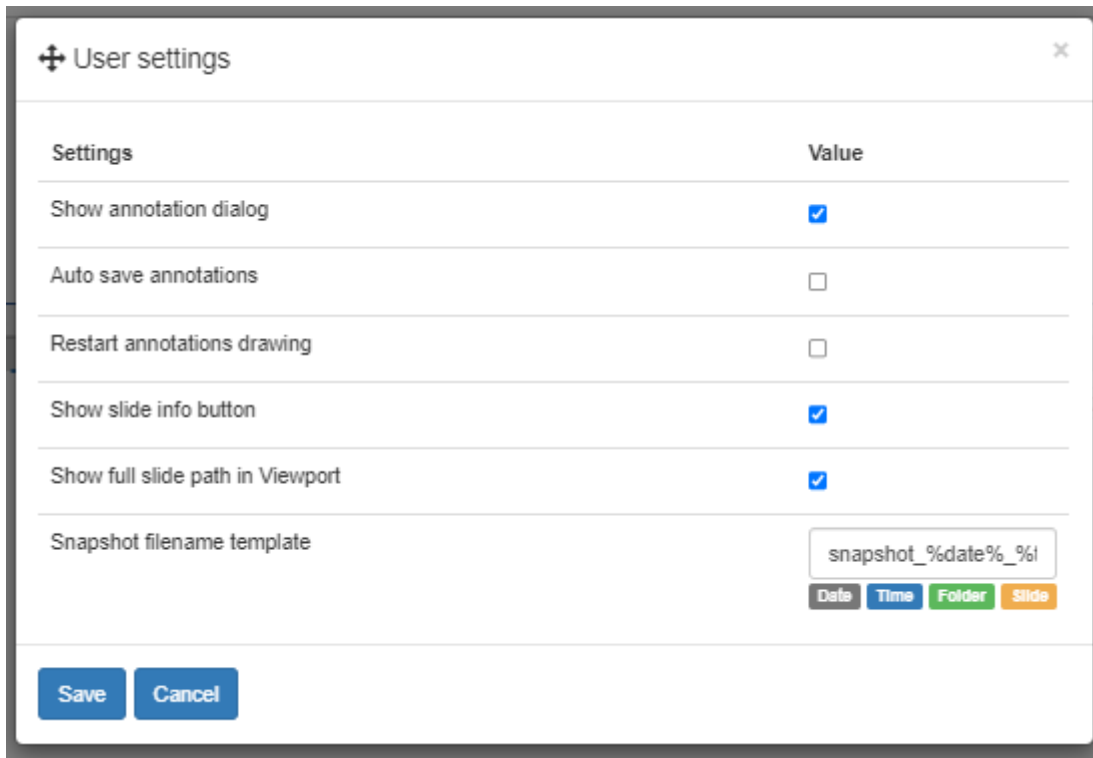 User settings ×
Settings Value
Show annotation dialog
Auto save annotations
Restart annotations drawing
Show slide info button
Show full slide path in Viewport
Snapshot filename template snapshot_%date%_%t
Date Time Folder Slide
Save Cancel